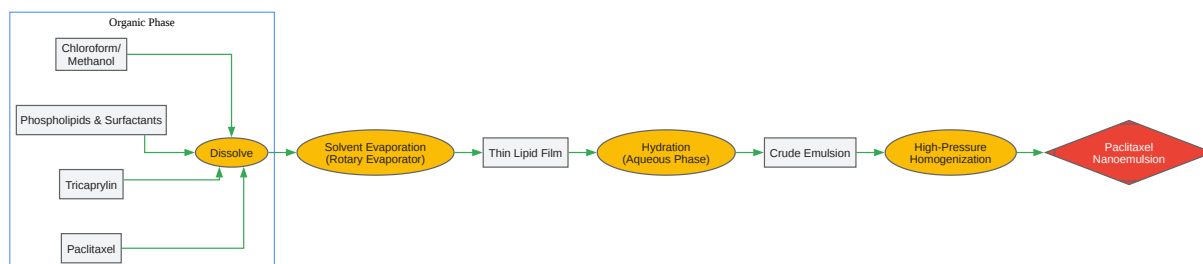 Organic Phase
Chloroform/
Methanol
Phospholipids & Surfactants
Tricaprylin
Paclitaxel
Dissolve
Solvent Evaporation
(Rotary Evaporator)
Thin Lipid Film
Hydration
(Aqueous Phase)
Crude Emulsion
High-Pressure
Homogenization
Paclitaxel
Nanoemulsion